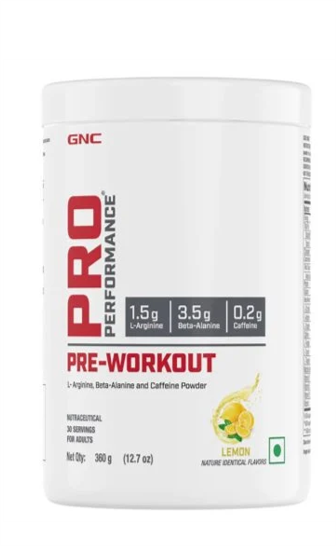 GNC
PRO
PERFORMANCE®
1.5g 3.5g 0.2g
L-Arginine Beta-Alanine Caffeine
PRE-WORKOUT
L-Arginine, Beta-Alanine and Caffeine Powder
NUTRACEUTICAL
30 SERVINGS
FOR ADULTS
Net Qty: 360 g (12.7 oz)
LEMON
NATURE IDENTICAL FLAVORS